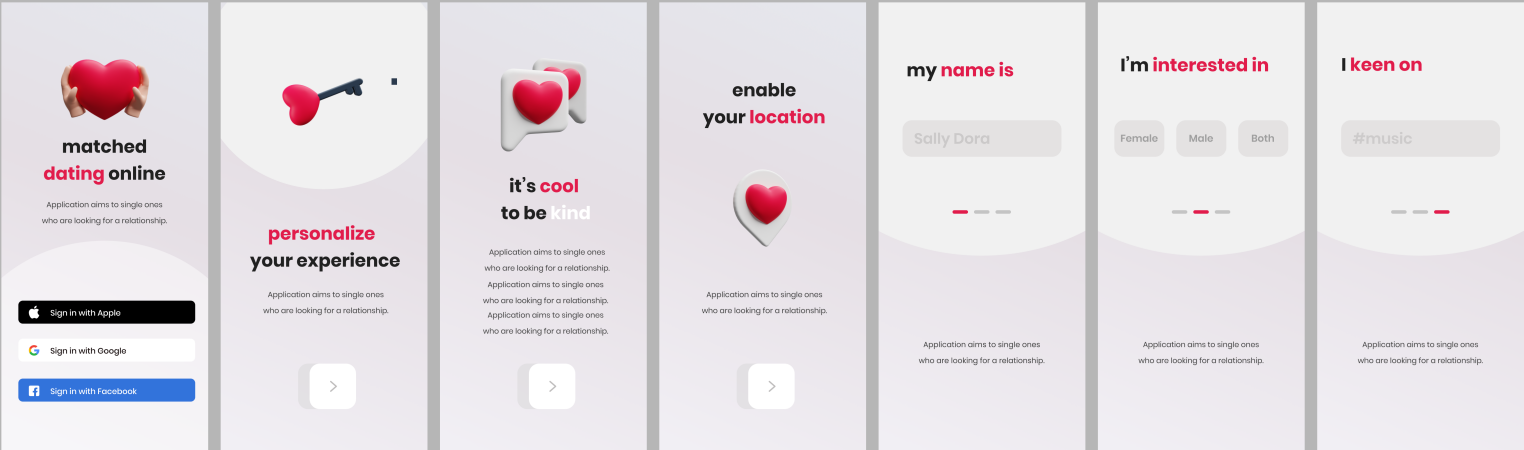 matched
dating online
Application aims to single ones
who are looking for a relationship.
Sign in with Apple
Sign in with Google
Sign in with Facebook
personalize
your experience
Application aims to single ones
who are looking for a relationship.
it's cool
to be kind
Application aims to single ones
who are looking for a relationship.
Application aims to single ones
who are looking for a relationship.
Application aims to single ones
who are looking for a relationship.
enable
your location
Application aims to single ones
who are looking for a relationship.
my name is
Sally Dora
Application aims to single ones
who are looking for a relationship.
I'm interested in
Female Male Both
Application aims to single ones
who are looking for a relationship.
I keen on
#music
Application aims to single ones
who are looking for a relationship.